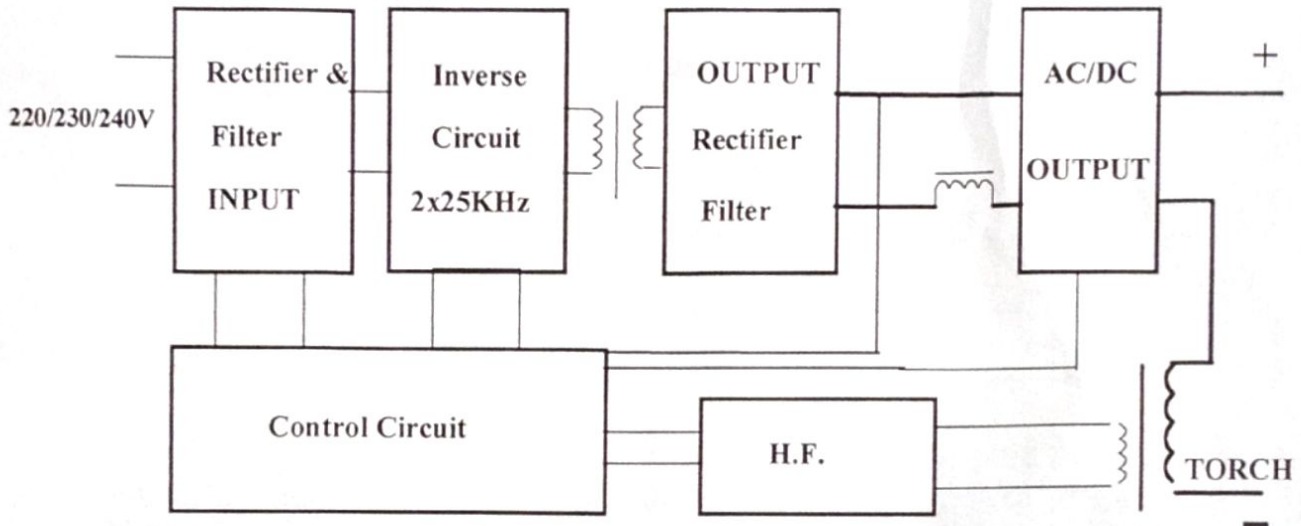 220/230/240V
Rectifier &
Filter
INPUT
Inverse
Circuit
2x25KHz
OUTPUT
Rectifier
Filter
AC/DC
OUTPUT
+
Control Circuit
H.F.
TORCH
-